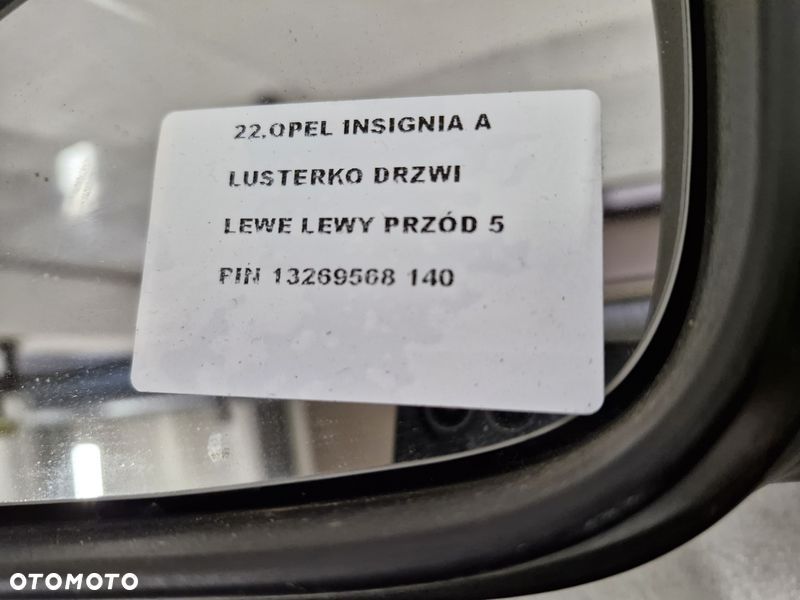 22.OPEL INSIGNIA A
LUSTERKO DRZWI
LEWE LEWY PRZÓD 5
PIN 13269568 140
OTOMOTO